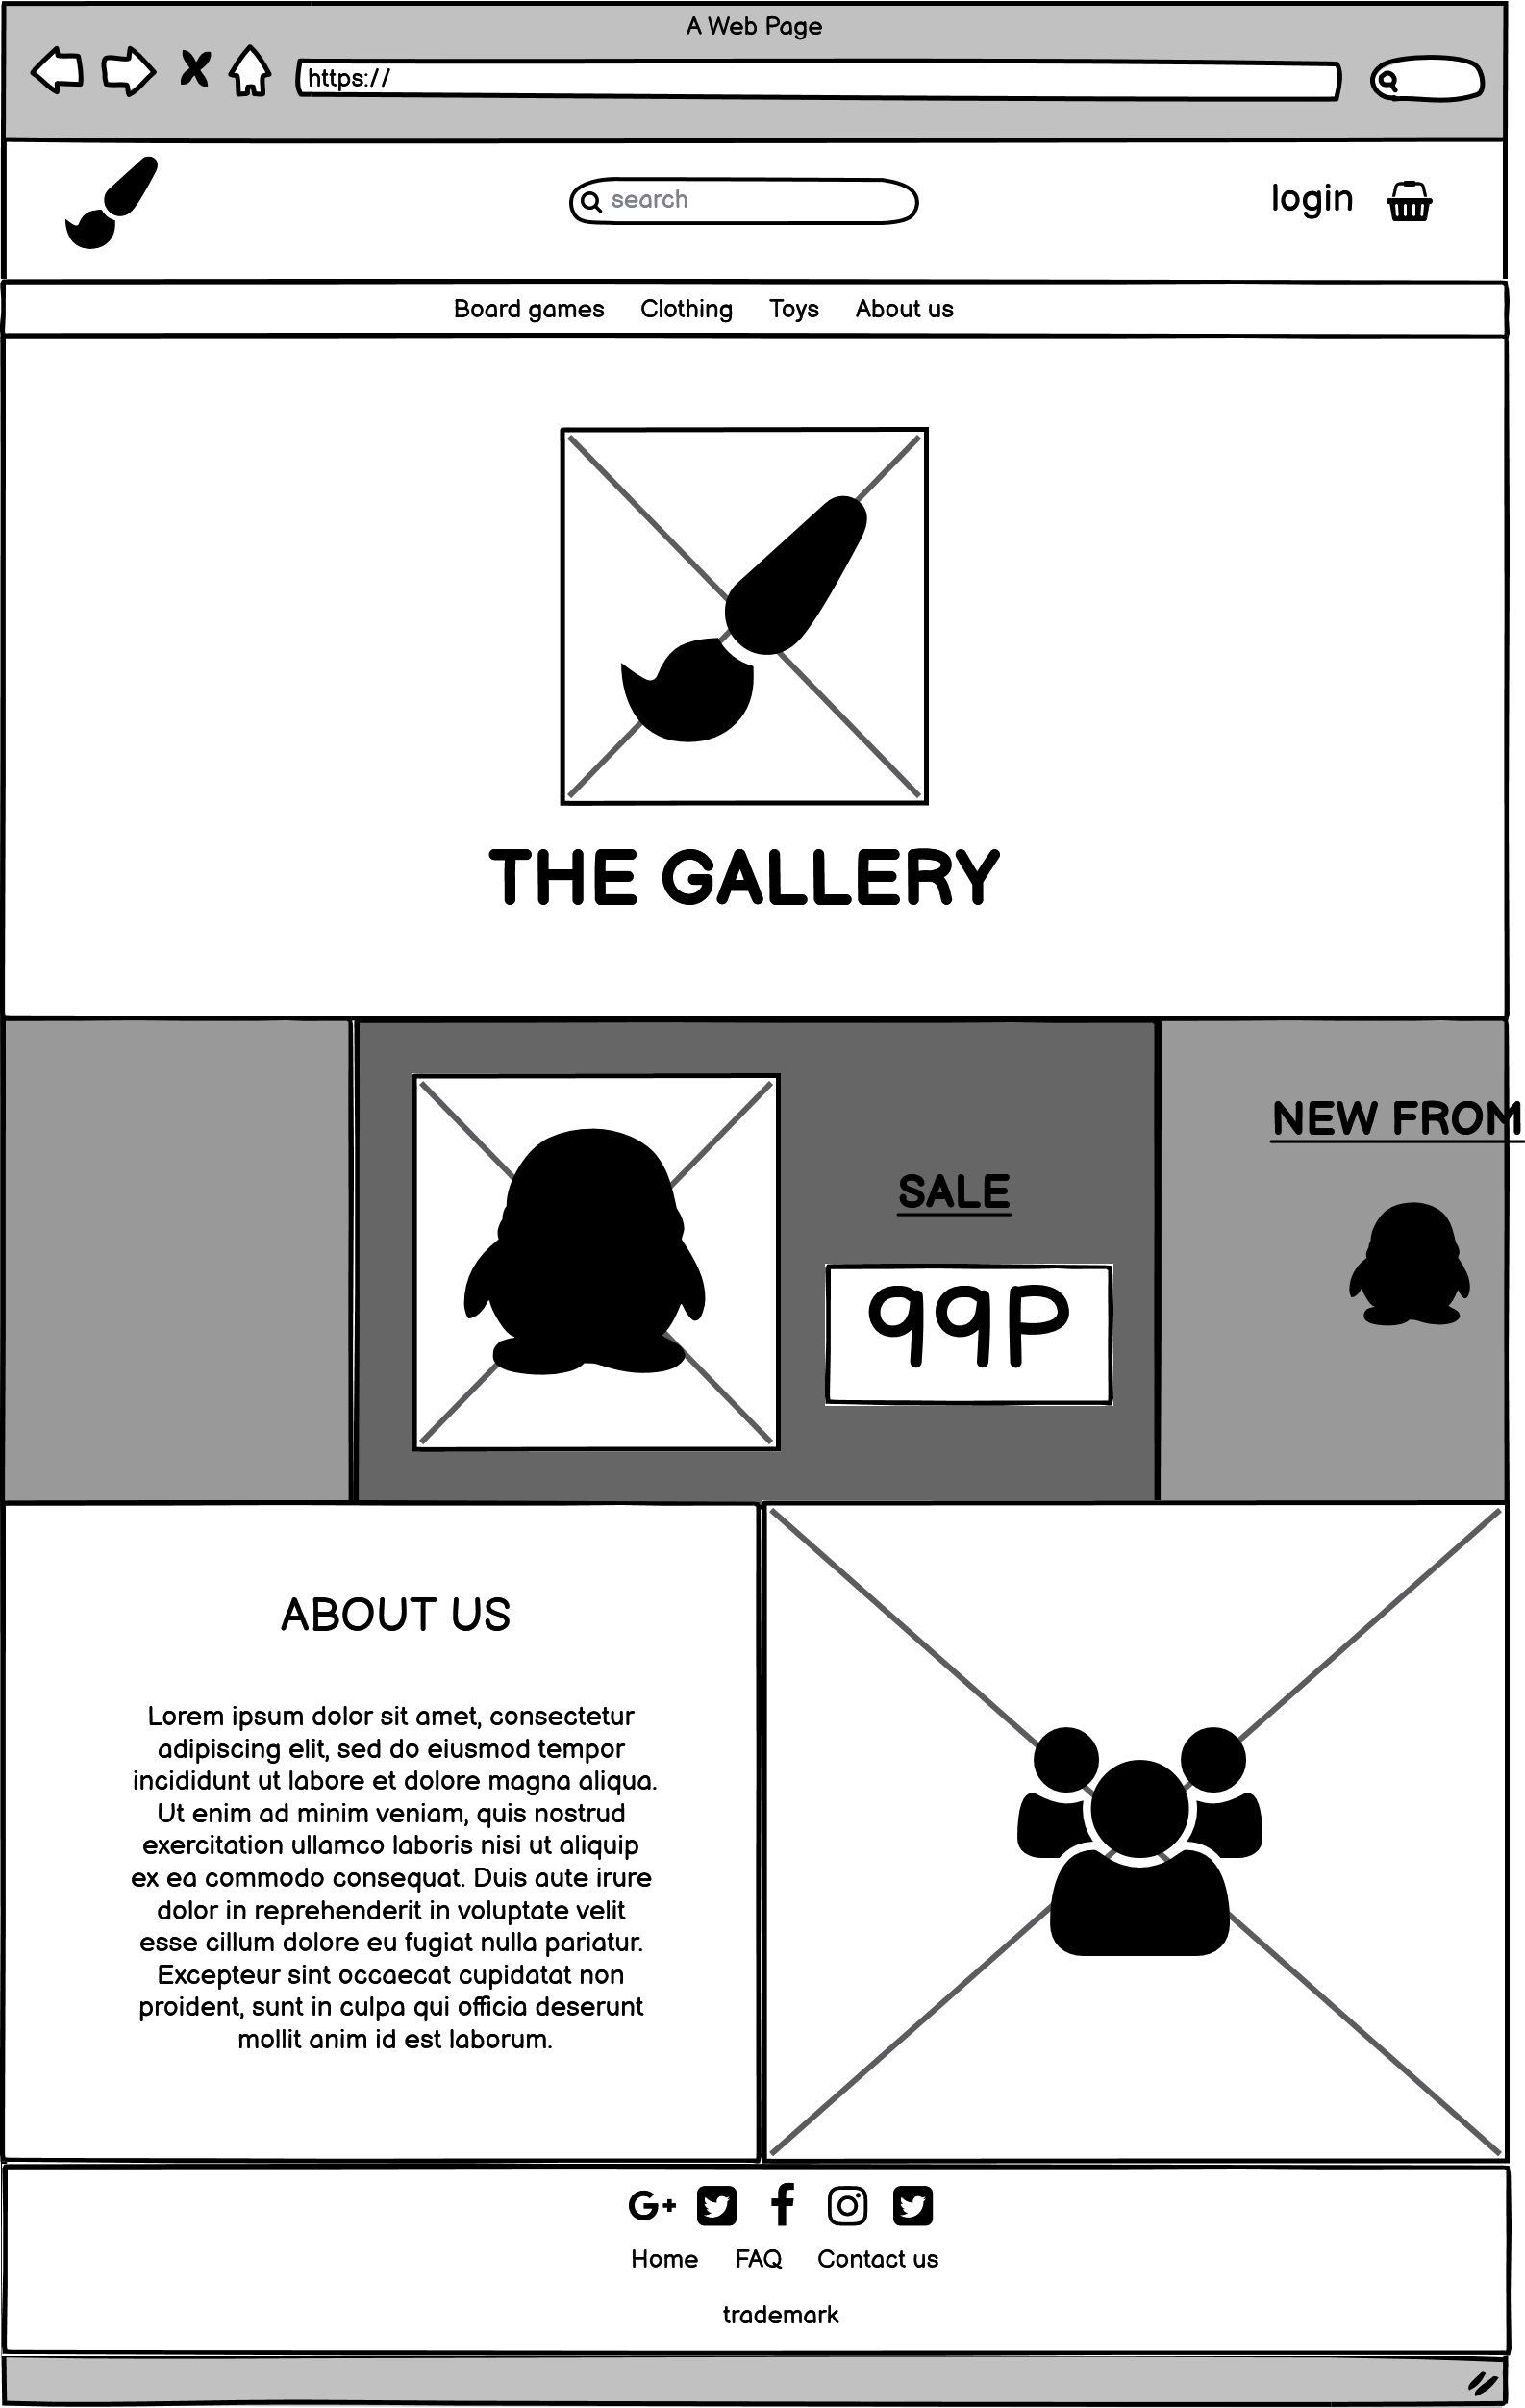 A Web Page
https://
search
login
Board games Clothing Toys About us
THE GALLERY
NEW FROM
SALE
99P
ABOUT US
Lorem ipsum dolor sit amet, consectetur
adipiscing elit, sed do eiusmod tempor
incididunt ut labore et dolore magna aliqua.
Ut enim ad minim veniam, quis nostrud
exercitation ullamco laboris nisi ut aliquip
ex ea commodo consequat. Duis aute irure
dolor in reprehenderit in voluptate velit
esse cillum dolore eu fugiat nulla pariatur.
Excepteur sint occaecat cupidatat non
proident, sunt in culpa qui officia deserunt
mollit anim id est laborum.
G+ f
Home FAQ Contact us
trademark